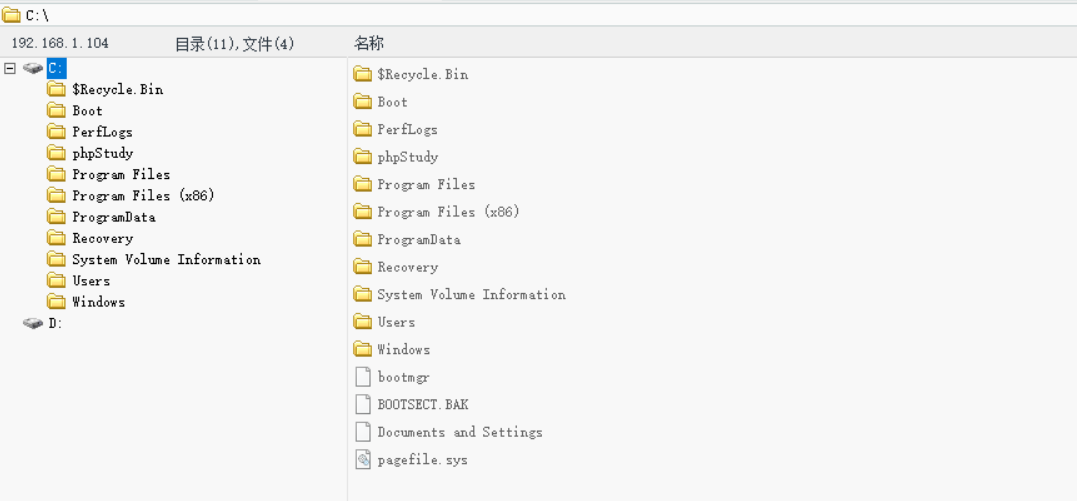 C:\
192.168.1.104 目录(11),文件(4) 名称
C:
$Recycle.Bin
Boot
PerfLogs
phpStudy
Program Files
Program Files (x86)
ProgramData
Recovery
System Volume Information
Users
Windows
D:
$Recycle.Bin
Boot
PerfLogs
phpStudy
Program Files
Program Files (x86)
ProgramData
Recovery
System Volume Information
Users
Windows
bootmgr
BOOTSECT.BAK
Documents and Settings
pagefile.sys